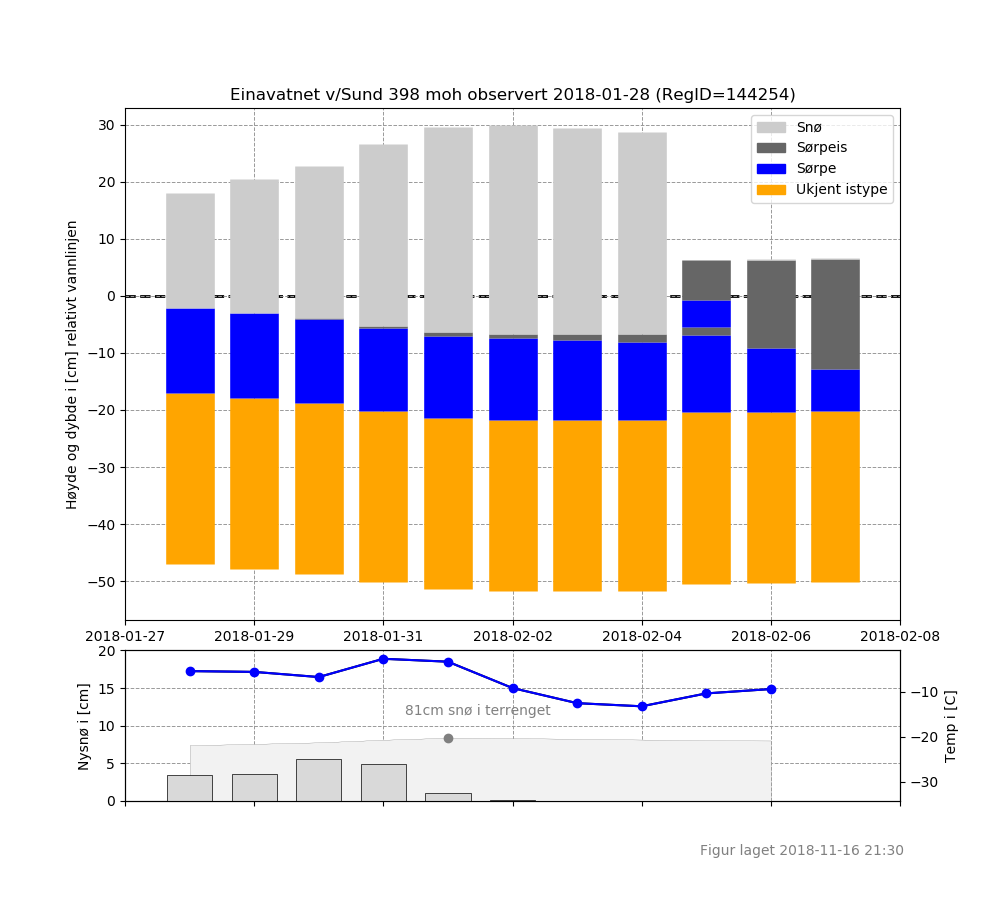 Einavatnet v/Sund 398 moh observert 2018-01-28 (RegID=144254)
Snø
Sørpeis
Sørpe
Ukjent istype
Høyde og dybde i [cm] relativt vannlinjen
30
20
10
0
−10
−20
−30
−40
−50
2018-01-27 2018-01-29 2018-01-31 2018-02-02 2018-02-04 2018-02-06 2018-02-08
Nysnø i [cm]
20
15
10
5
0
81cm snø i terrenget
−10
−20
−30
Temp i [C]
Figur laget 2018-11-16 21:30